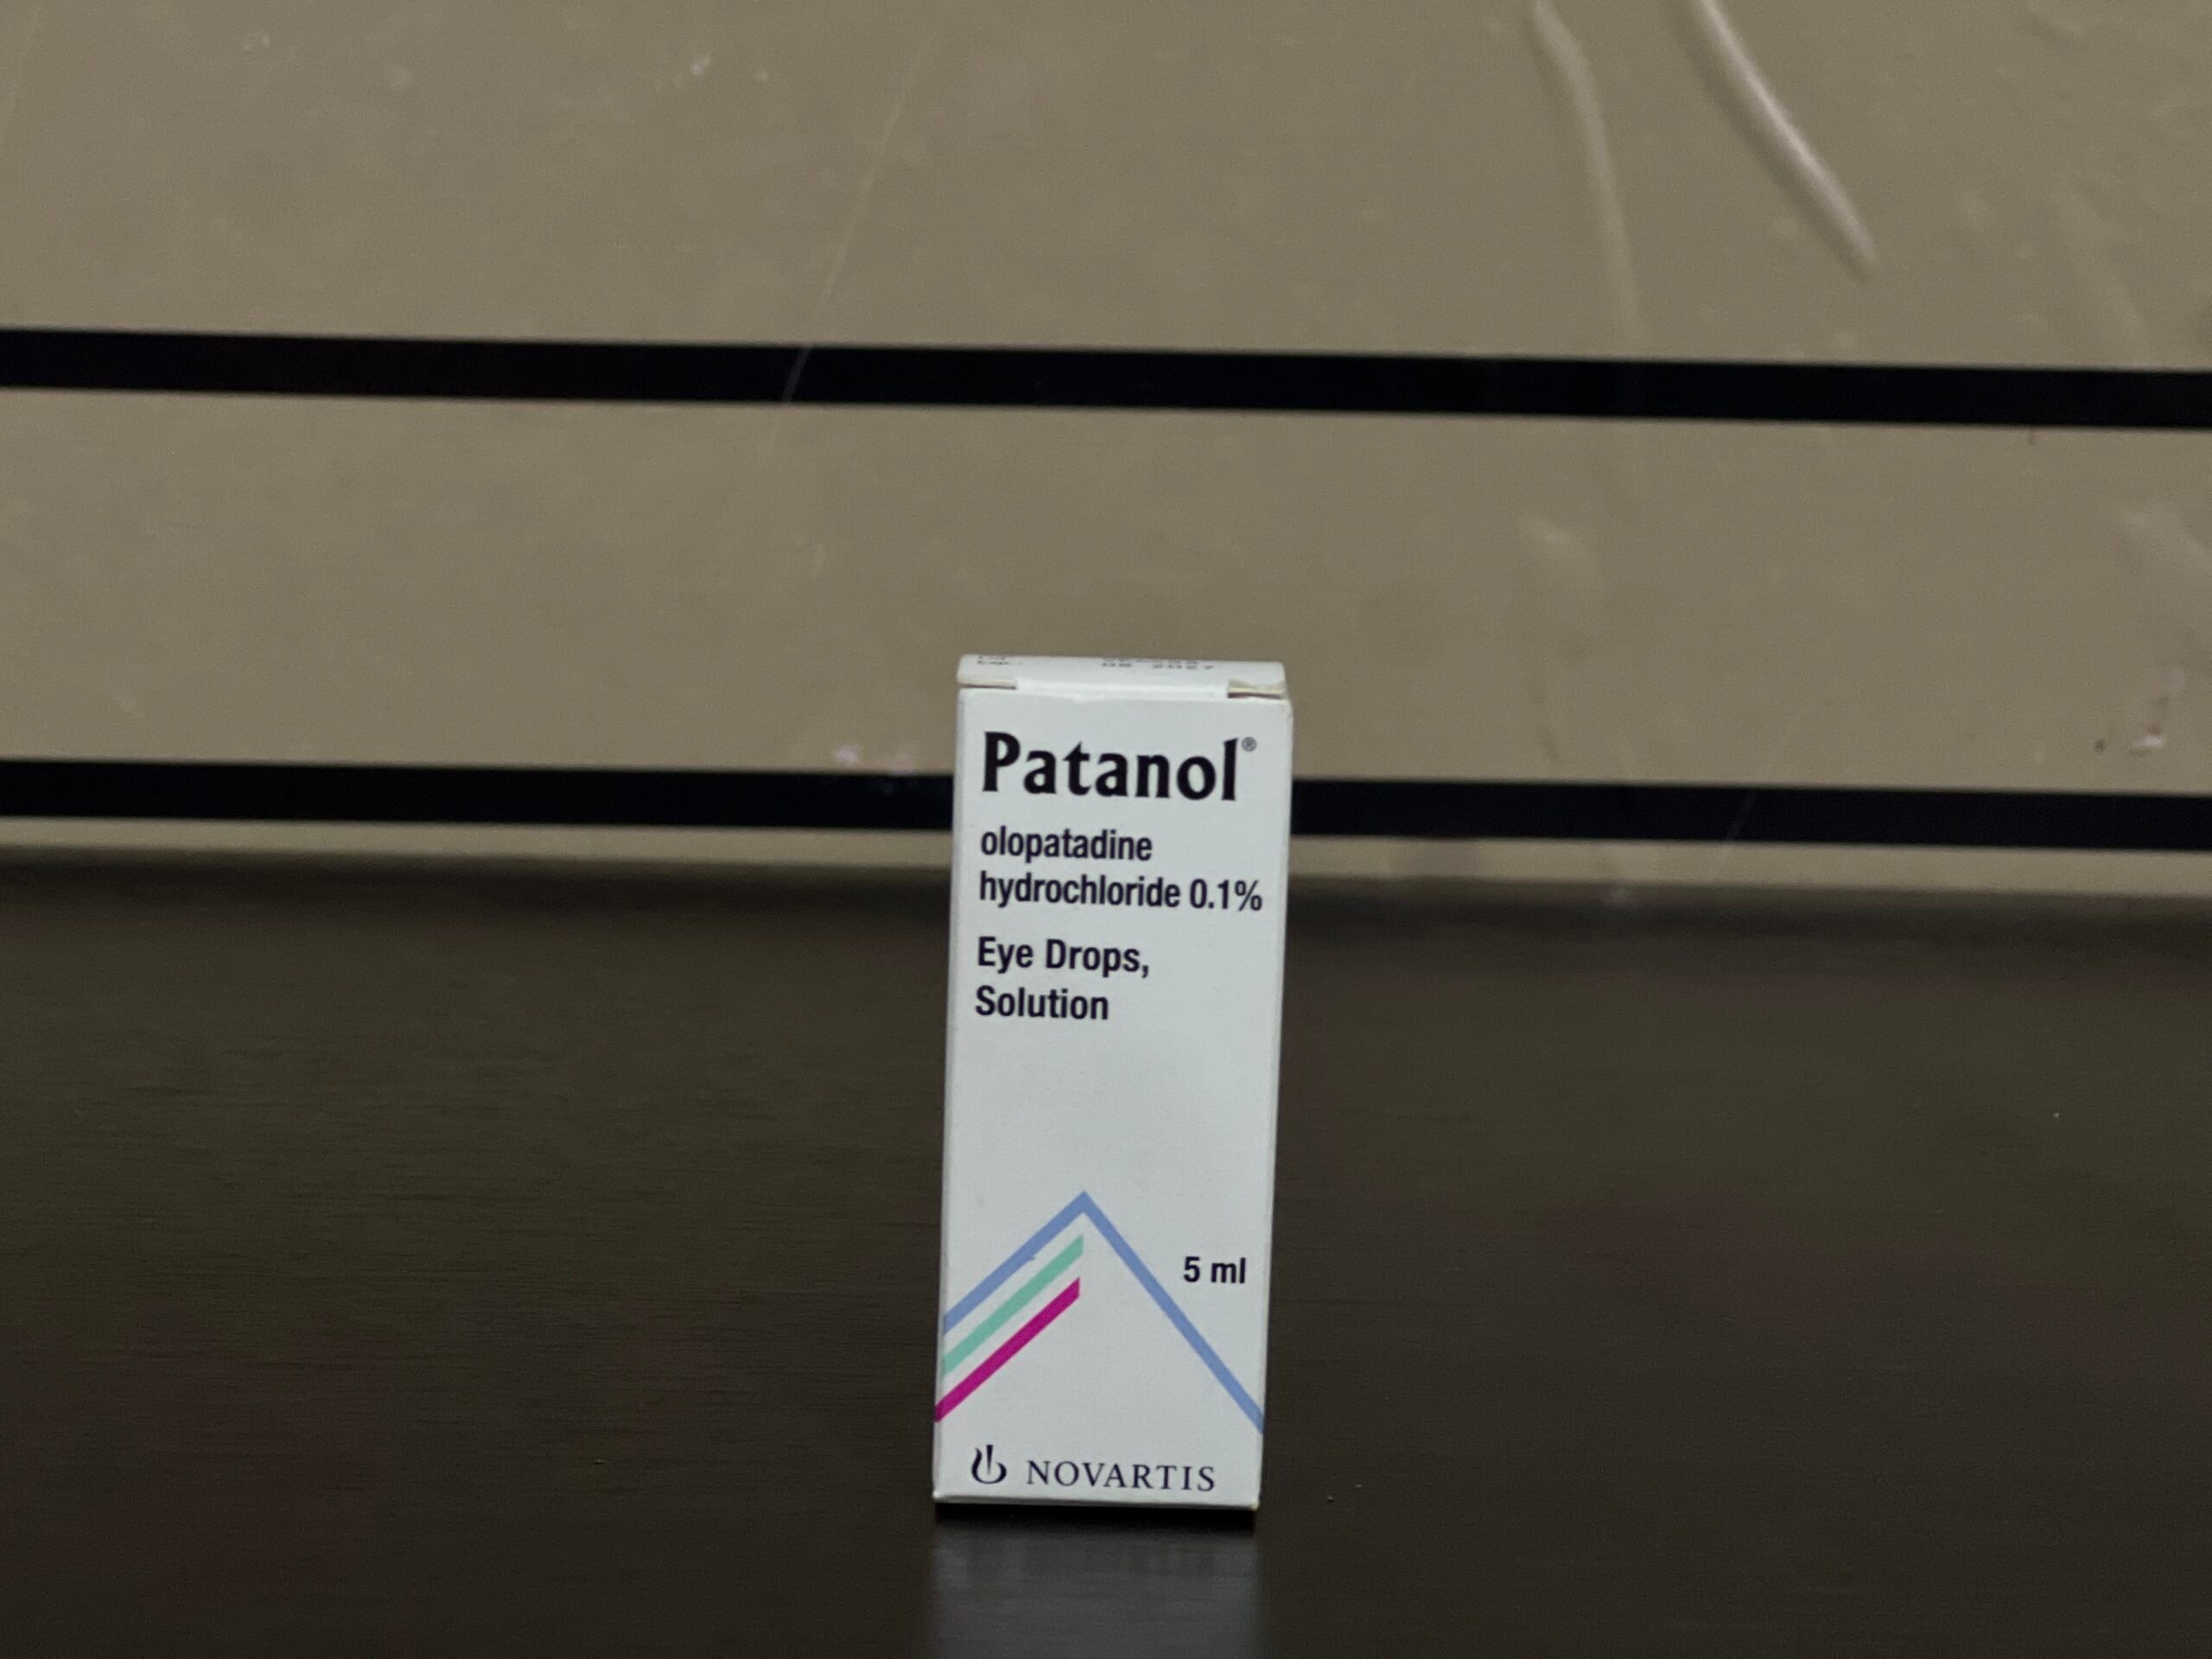 Patanol®
olopatadine
hydrochloride 0.1%
Eye Drops,
Solution
5 ml
NOVARTIS